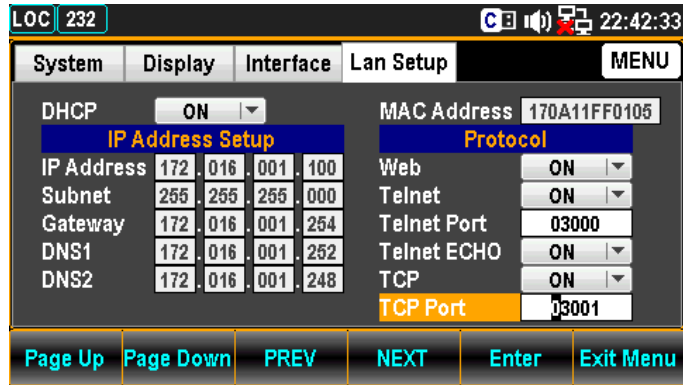 LOC 232 C 22:42:33
System Display Interface Lan Setup MENU
DHCP ON MAC Address 170A11FF0105
IP Address Setup Protocol
IP Address 172 . 016 . 001 . 100 Web ON
Subnet 255 . 255 . 255 . 000 Telnet ON
Gateway 172 . 016 . 001 . 254 Telnet Port 03000
DNS1 172 . 016 . 001 . 252 Telnet ECHO ON
DNS2 172 . 016 . 001 . 248 TCP ON
TCP Port 03001
Page Up Page Down PREV NEXT Enter Exit Menu